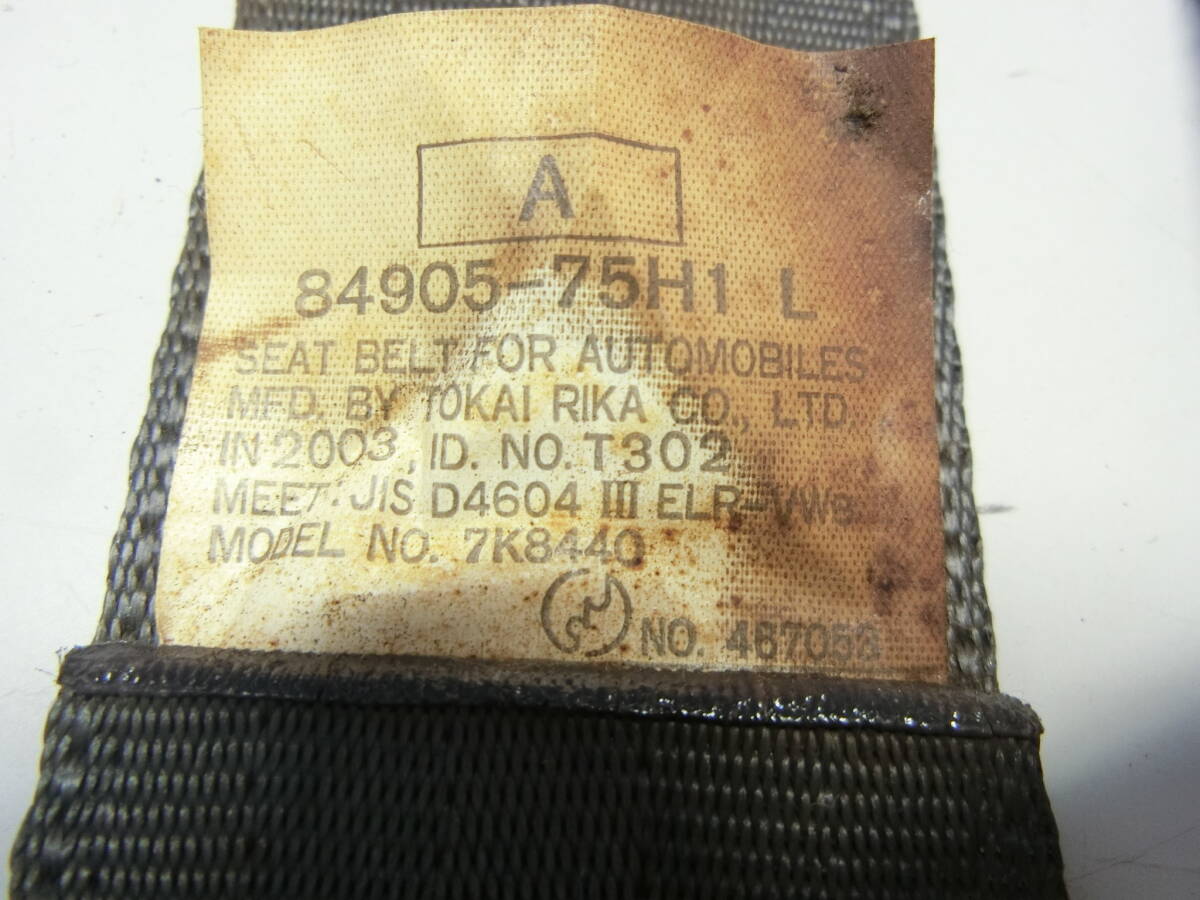 A
84905-75H1 L
SEAT BELT FOR AUTOMOBILES
MFD. BY TOKAI RIKA CO., LTD
IN 2003, ID. NO. T302
MEET. JIS D4604 III ELR-VW8
MODEL NO. 7K8440
NO. 467053